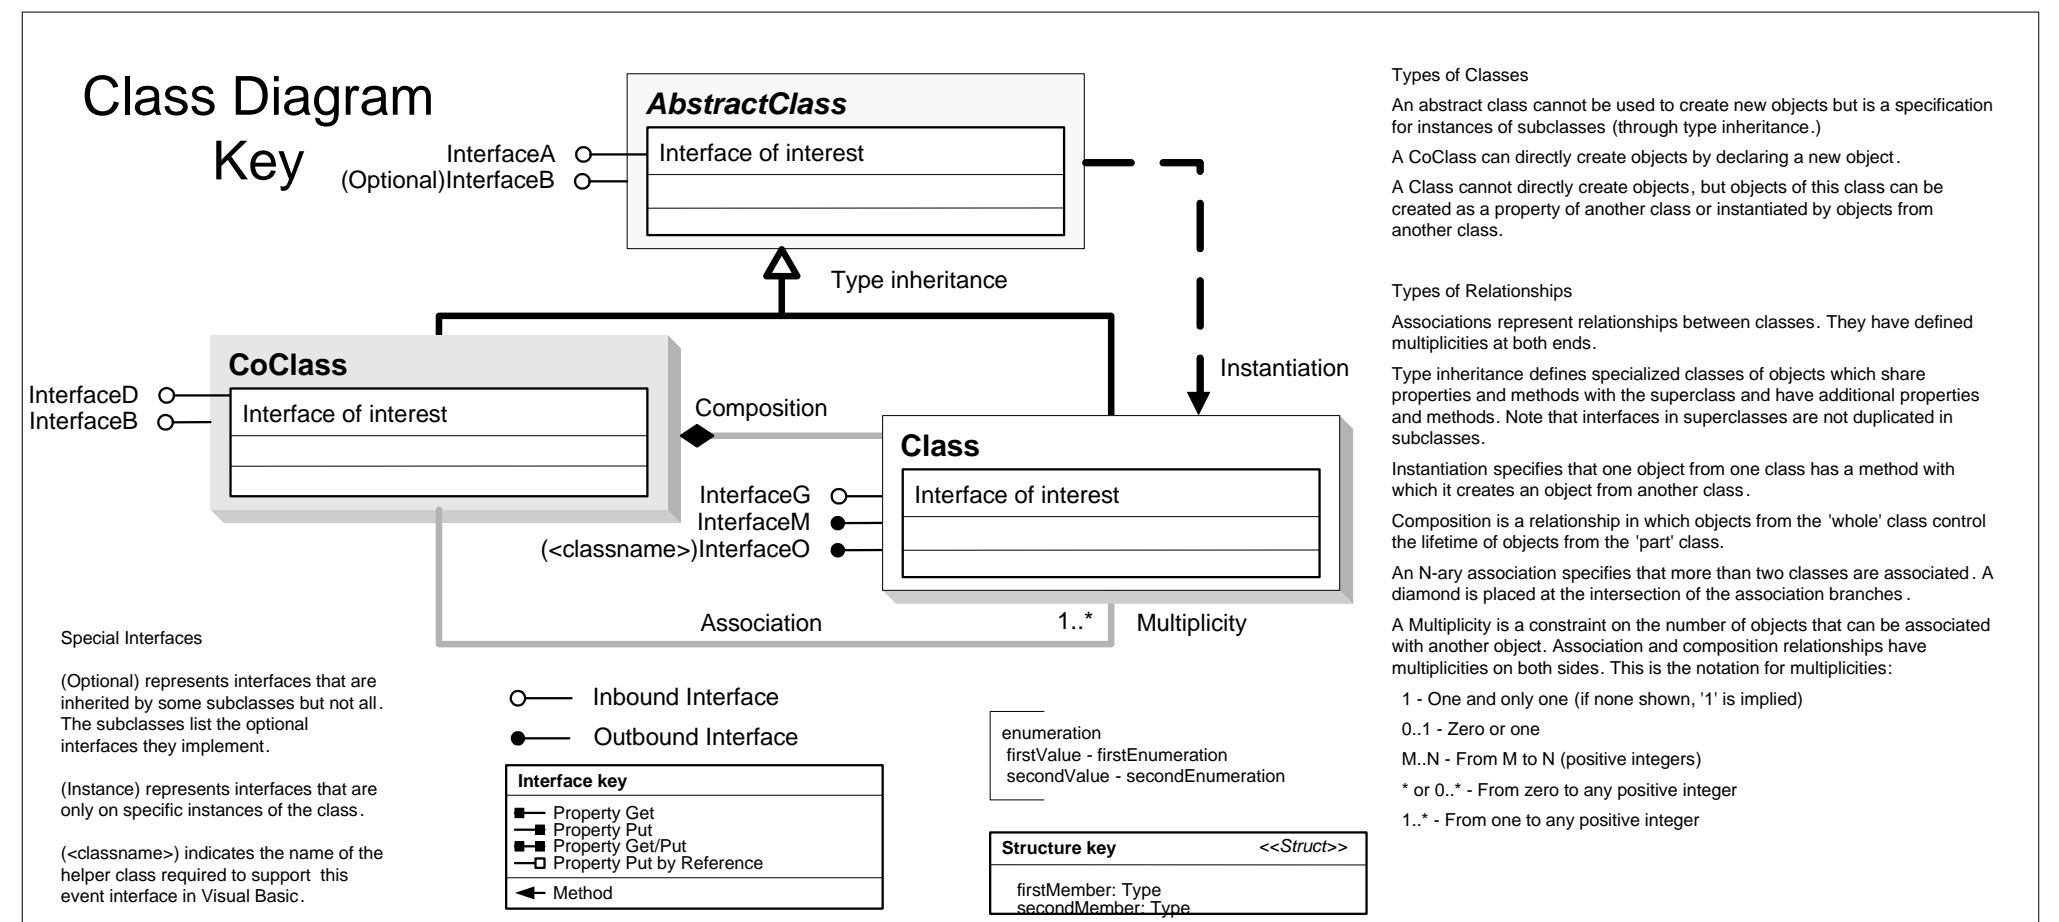 Class Diagram
Key
AbstractClass
InterfaceA
Interface of interest
(Optional)InterfaceB
Type inheritance
CoClass
InterfaceD
InterfaceB
Interface of interest
Composition
Instantiation
Class
InterfaceG
Interface of interest
InterfaceM
(<classname>)InterfaceO
Association
1..*
Multiplicity
Special Interfaces
(Optional) represents interfaces that are
inherited by some subclasses but not all.
The subclasses list the optional
interfaces they implement.
(Instance) represents interfaces that are
only on specific instances of the class.
(<classname>) indicates the name of the
helper class required to support this
event interface in Visual Basic.
Inbound Interface
Outbound Interface
Interface key
Property Get
Property Put
Property Get/Put
Property Put by Reference
Method
enumeration
firstValue - firstEnumeration
secondValue - secondEnumeration
Structure key <<Struct>>
firstMember: Type
secondMember: Type
Types of Classes
An abstract class cannot be used to create new objects but is a specification
for instances of subclasses (through type inheritance.)
A CoClass can directly create objects by declaring a new object.
A Class cannot directly create objects, but objects of this class can be
created as a property of another class or instantiated by objects from
another class.
Types of Relationships
Associations represent relationships between classes. They have defined
multiplicities at both ends.
Type inheritance defines specialized classes of objects which share
properties and methods with the superclass and have additional properties
and methods. Note that interfaces in superclasses are not duplicated in
subclasses.
Instantiation specifies that one object from one class has a method with
which it creates an object from another class.
Composition is a relationship in which objects from the 'whole' class control
the lifetime of objects from the 'part' class.
An N-ary association specifies that more than two classes are associated. A
diamond is placed at the intersection of the association branches.
A Multiplicity is a constraint on the number of objects that can be associated
with another object. Association and composition relationships have
multiplicities on both sides. This is the notation for multiplicities:
1 - One and only one (if none shown, '1' is implied)
0..1 - Zero or one
M..N - From M to N (positive integers)
* or 0..* - From zero to any positive integer
1..* - From one to any positive integer